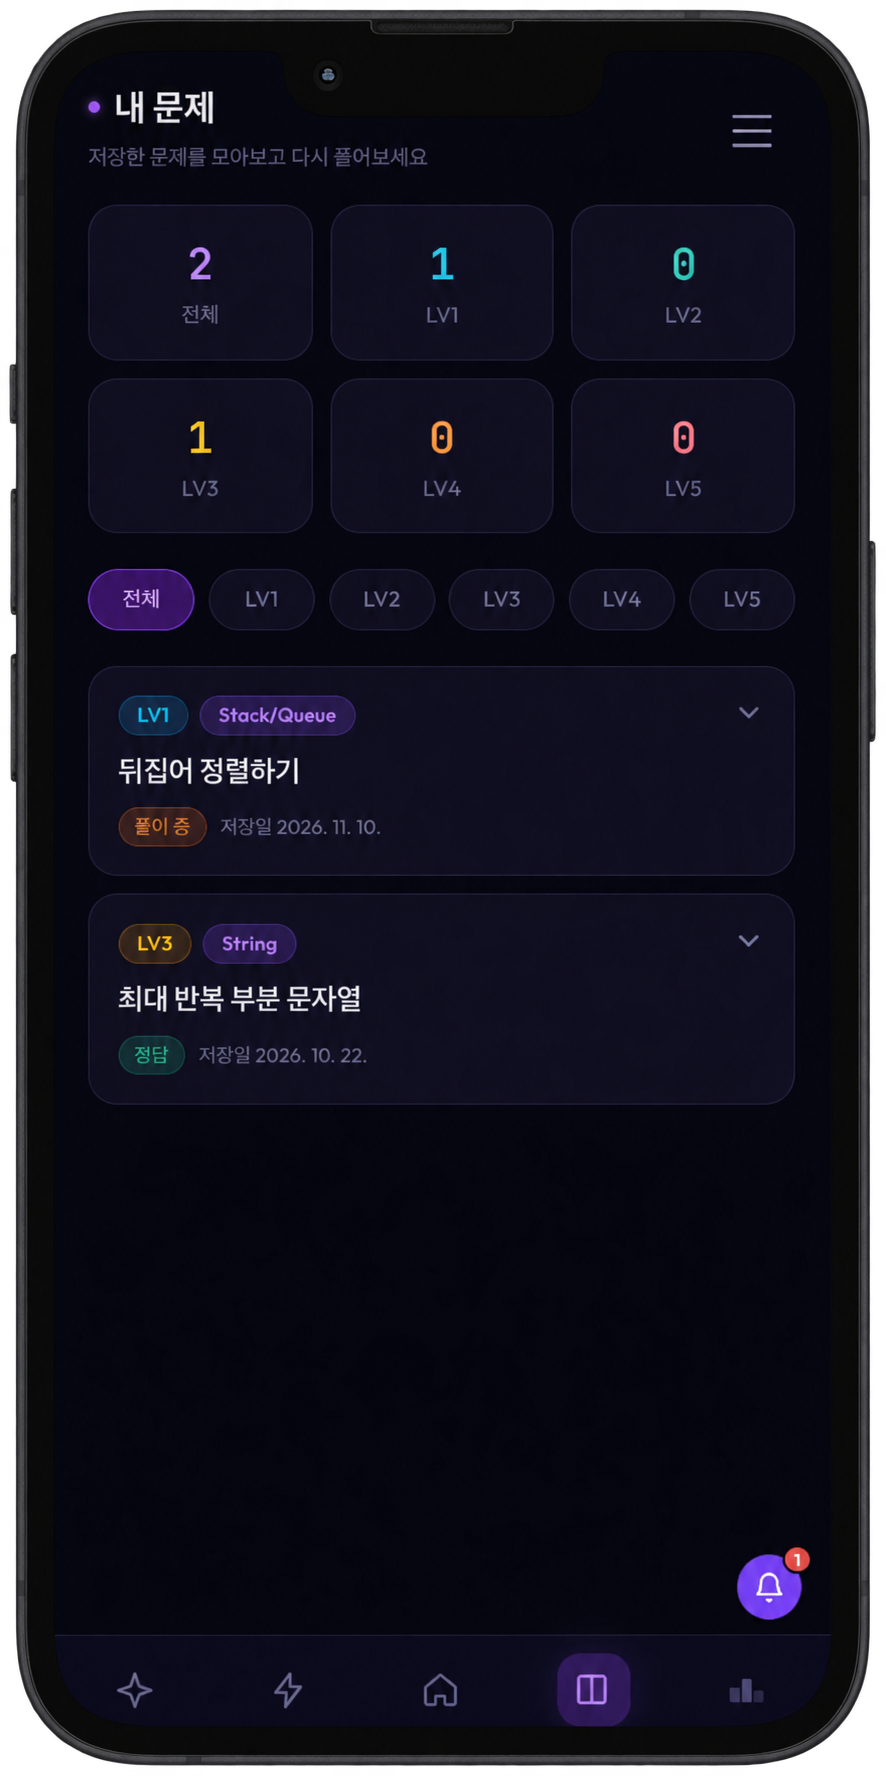 내 문제
저장한 문제를 모아보고 다시 풀어보세요
2
전체
1
LV1
0
LV2
1
LV3
0
LV4
0
LV5
전체 LV1 LV2 LV3 LV4 LV5
LV1 Stack/Queue
뒤집어 정렬하기
풀이 중 저장일 2026. 11. 10.
LV3 String
최대 반복 부분 문자열
정답 저장일 2026. 10. 22.
1